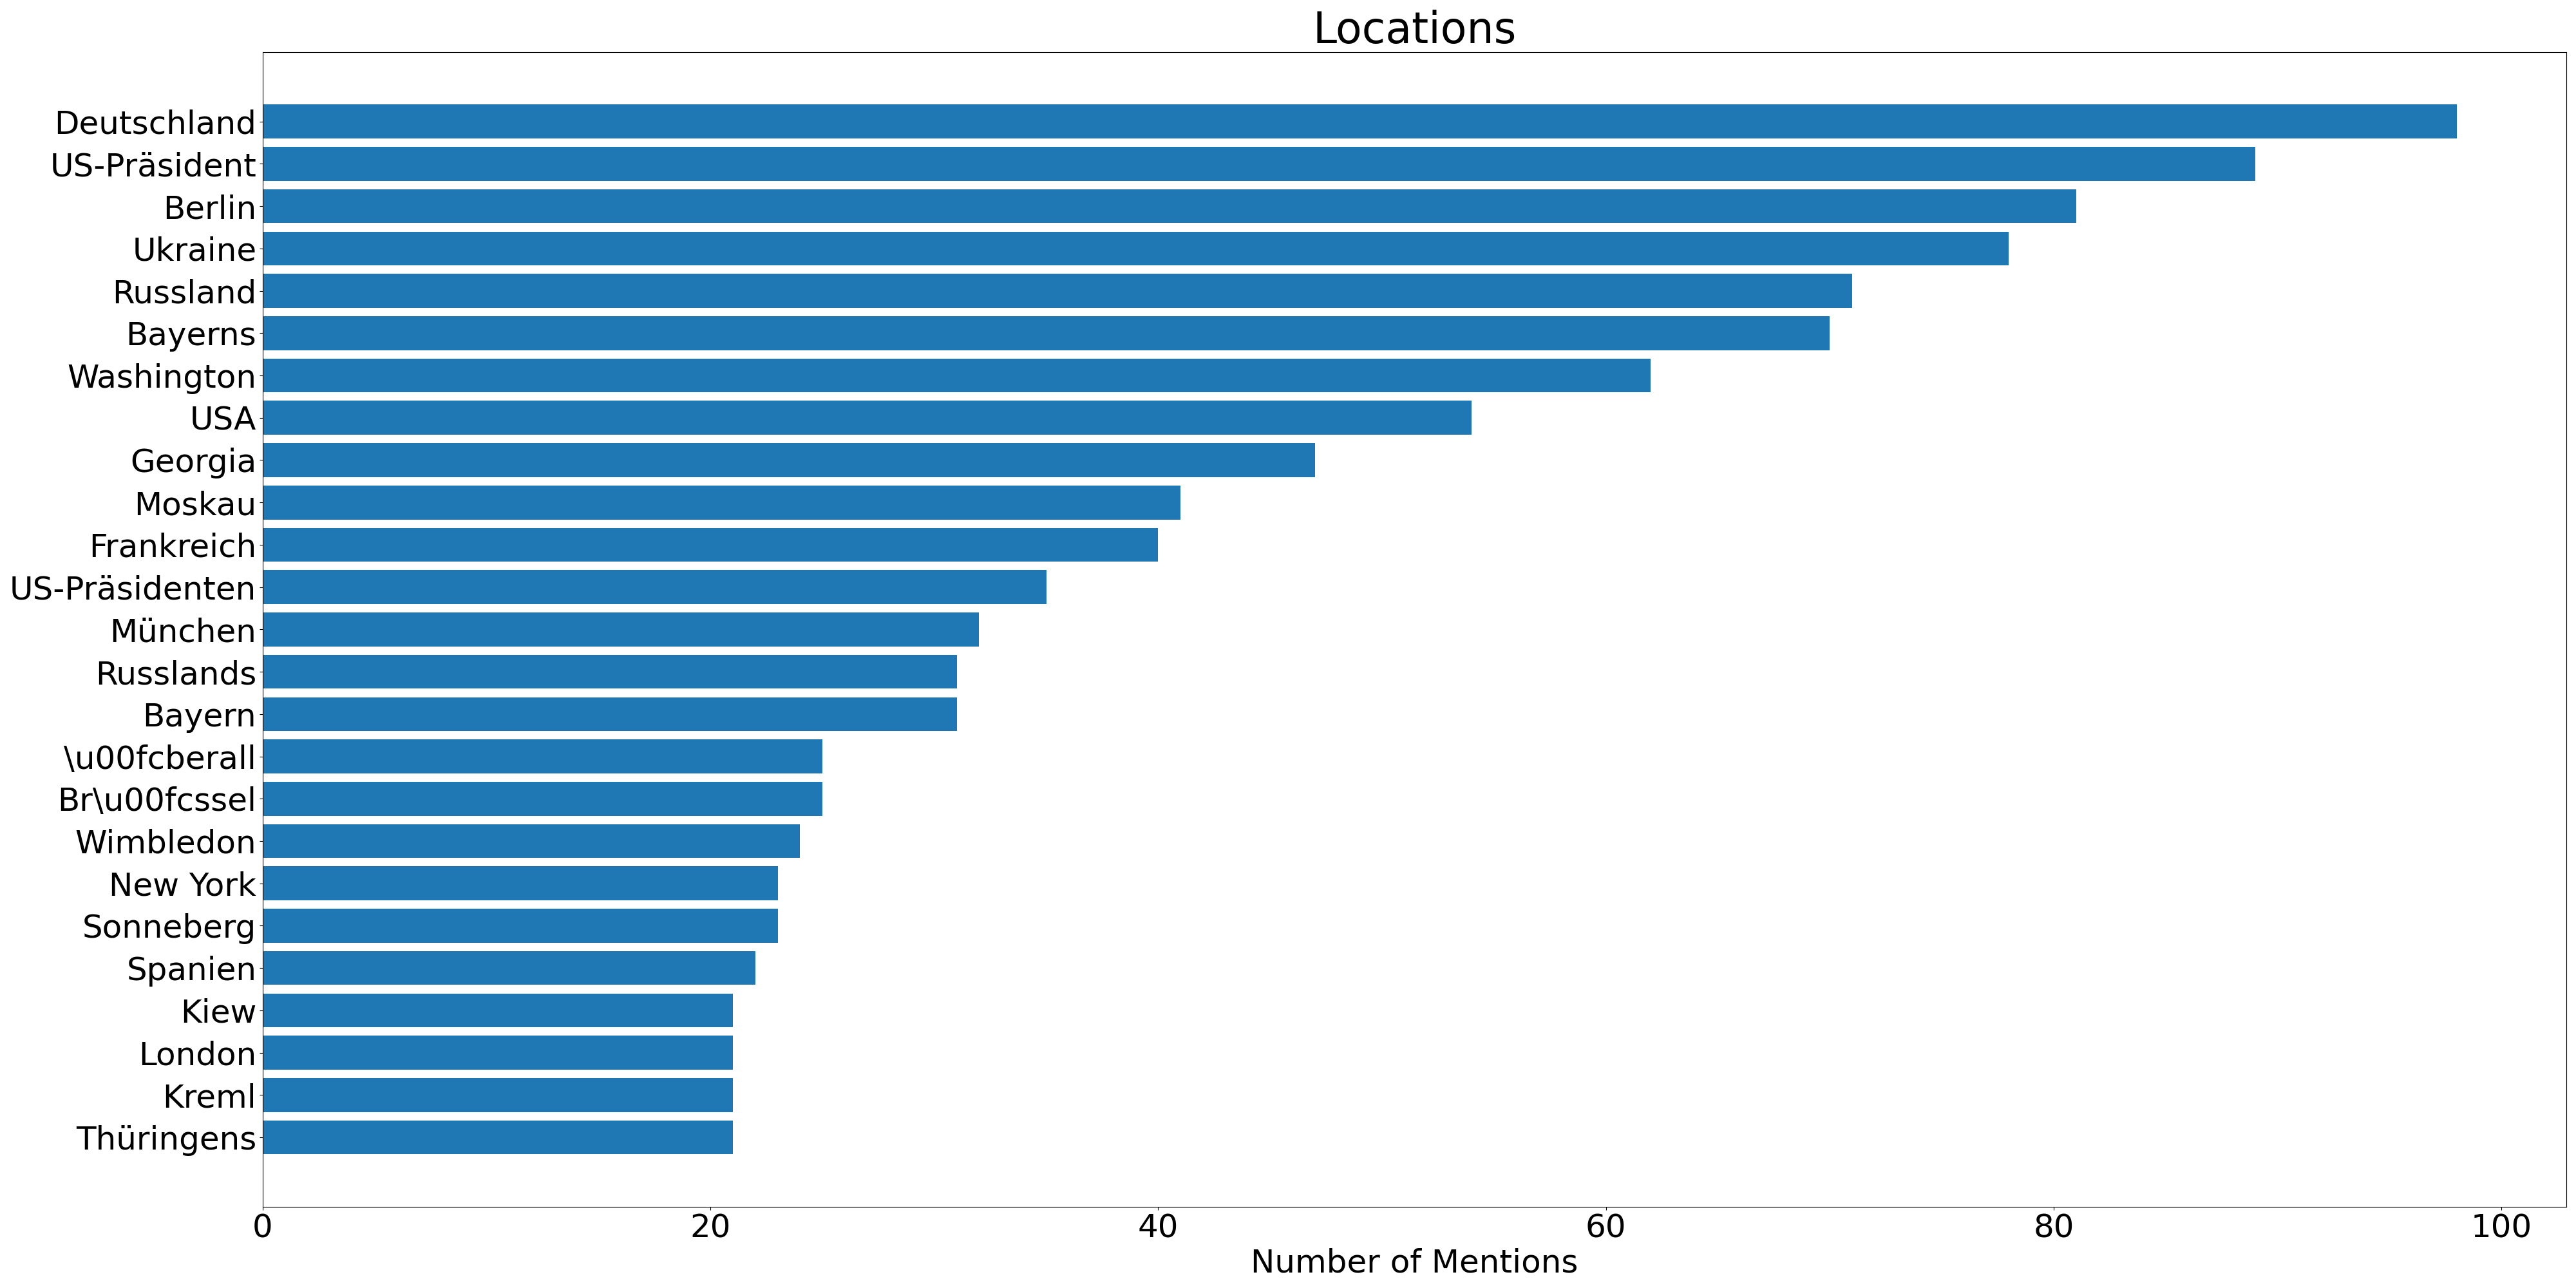 Locations
Deutschland
US-Präsident
Berlin
Ukraine
Russland
Bayerns
Washington
USA
Georgia
Moskau
Frankreich
US-Präsidenten
München
Russlands
Bayern
\u00fcberall
Br\u00fcssel
Wimbledon
New York
Sonneberg
Spanien
Kiew
London
Kreml
Thüringens
0 20 40 60 80 100
Number of Mentions